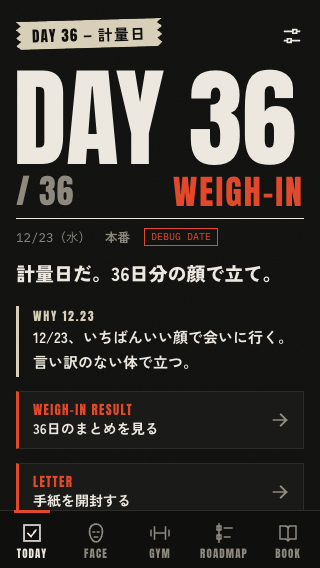 DAY 36 – 計量日
DAY 36
/ 36
WEIGH-IN
12/23（水） 本番 DEBUG DATE
計量日だ。36日分の顔で立て。
WHY 12.23
12/23、いちばんいい顔で会いに行く。
言い訳のない体で立つ。
WEIGH-IN RESULT
36日のまとめを見る
LETTER
手紙を開封する
TODAY FACE GYM ROADMAP BOOK